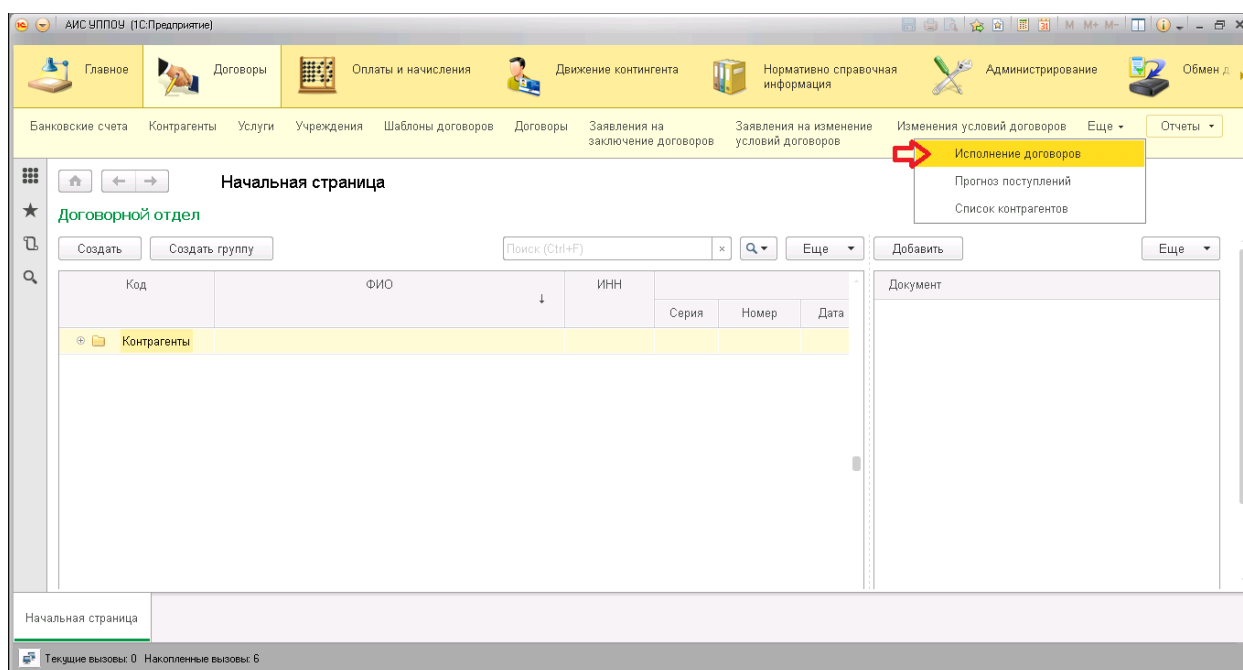 АИС УППОУ (1С:Предприятие)
M M+ M-
Главное
Договоры
Оплаты и начисления
Движение контингента
Нормативно справочная
информация
Администрирование
Обмен д
Банковские счета
Контрагенты
Услуги
Учреждения
Шаблоны договоров
Договоры
Заявления на
заключение договоров
Заявления на изменение
условий договоров
Изменения условий договоров
Еще
Отчеты
Исполнение договоров
Прогноз поступлений
Список контрагентов
Начальная страница
Договорной отдел
Создать
Создать группу
Поиск (Ctrl+F)
Еще
Добавить
Еще
Код
ФИО
ИНН
Серия
Номер
Дата
Документ
Контрагенты
Начальная страница
Текущие вызовы: 0 Накопленные вызовы: 6